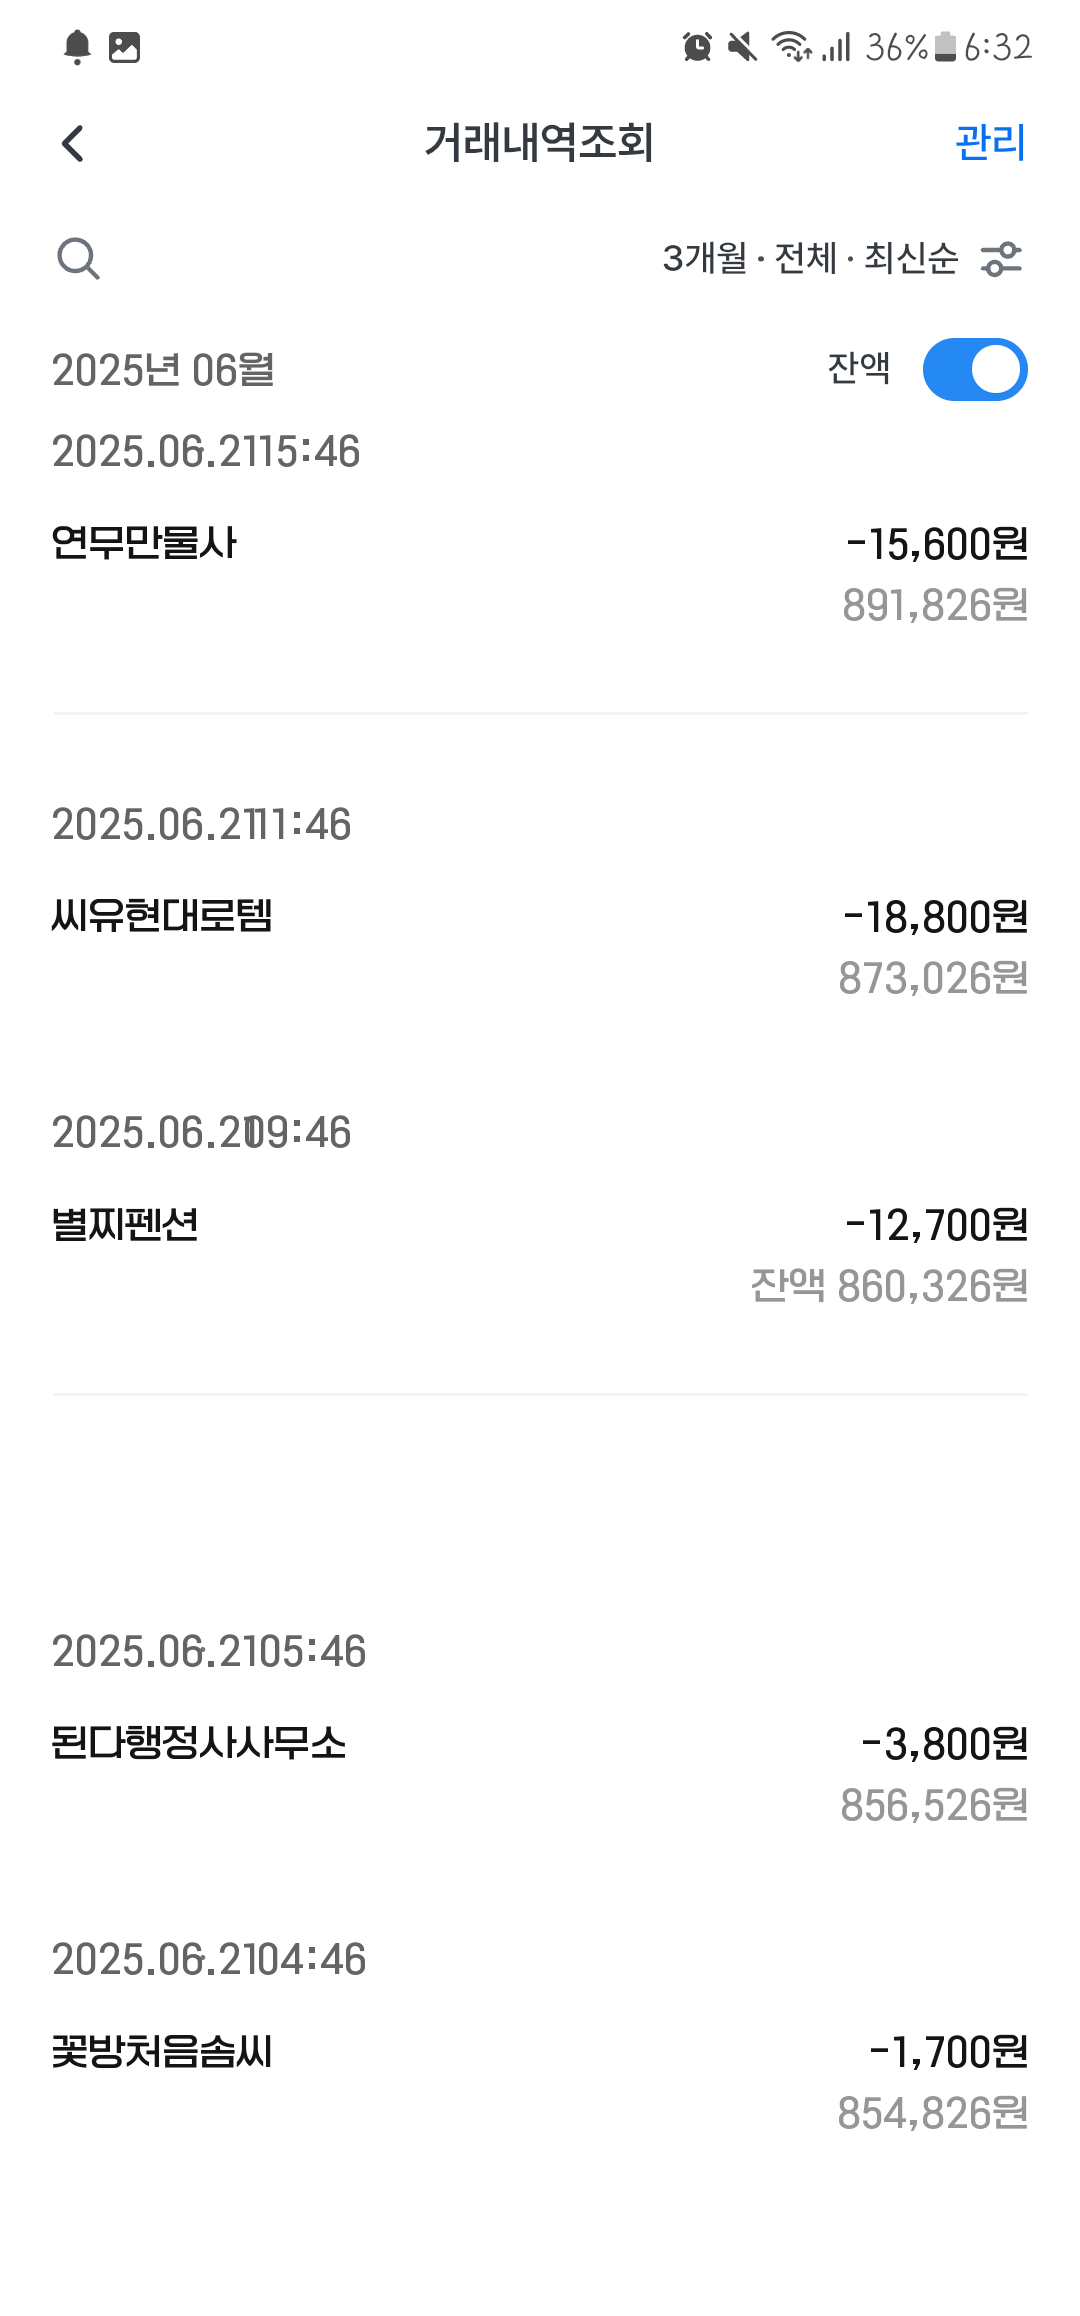 36% 6:32
거래내역조회 관리
3개월 · 전체 · 최신순
2025년 06월 잔액
2025.06.2115:46
연무만물사 -15,600원
891,826원
2025.06.2111:46
씨유현대로템 -18,800원
873,026원
2025.06.2109:46
별찌펜션 -12,700원
잔액 860,326원
2025.06.2105:46
된다행정사사무소 -3,800원
856,526원
2025.06.2104:46
꽃방처음솜씨 -1,700원
854,826원